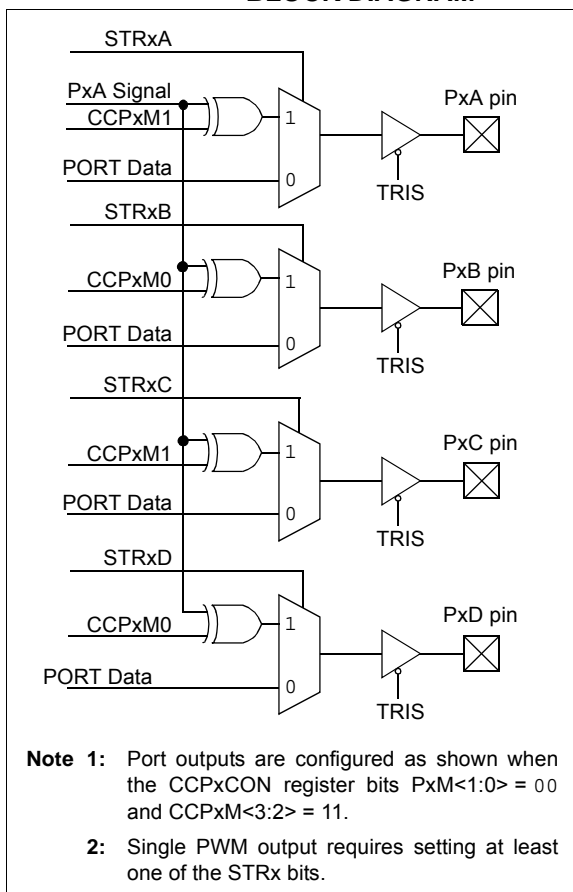 STRxA
PxA Signal
CCPxM1
1
PORT Data
0
TRIS
PxA pin
STRxB
CCPxM0
1
PORT Data
0
TRIS
PxB pin
STRxC
CCPxM1
1
PORT Data
0
TRIS
PxC pin
STRxD
CCPxM0
1
PORT Data
0
TRIS
PxD pin
Note 1: Port outputs are configured as shown when
the CCPxCON register bits PxM<1:0> = 00
and CCPxM<3:2> = 11.
2: Single PWM output requires setting at least
one of the STRx bits.